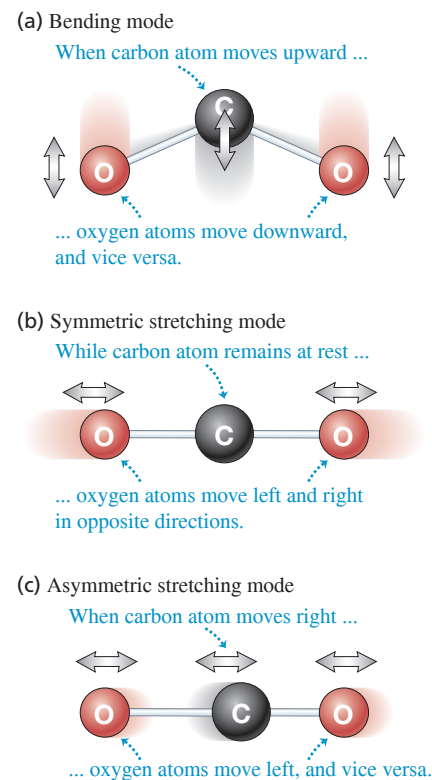 (a) Bending mode
When carbon atom moves upward ...
C
O
O
... oxygen atoms move downward,
and vice versa.
(b) Symmetric stretching mode
While carbon atom remains at rest ...
O C O
... oxygen atoms move left and right
in opposite directions.
(c) Asymmetric stretching mode
When carbon atom moves right ...
O C O
... oxygen atoms move left, and vice versa.